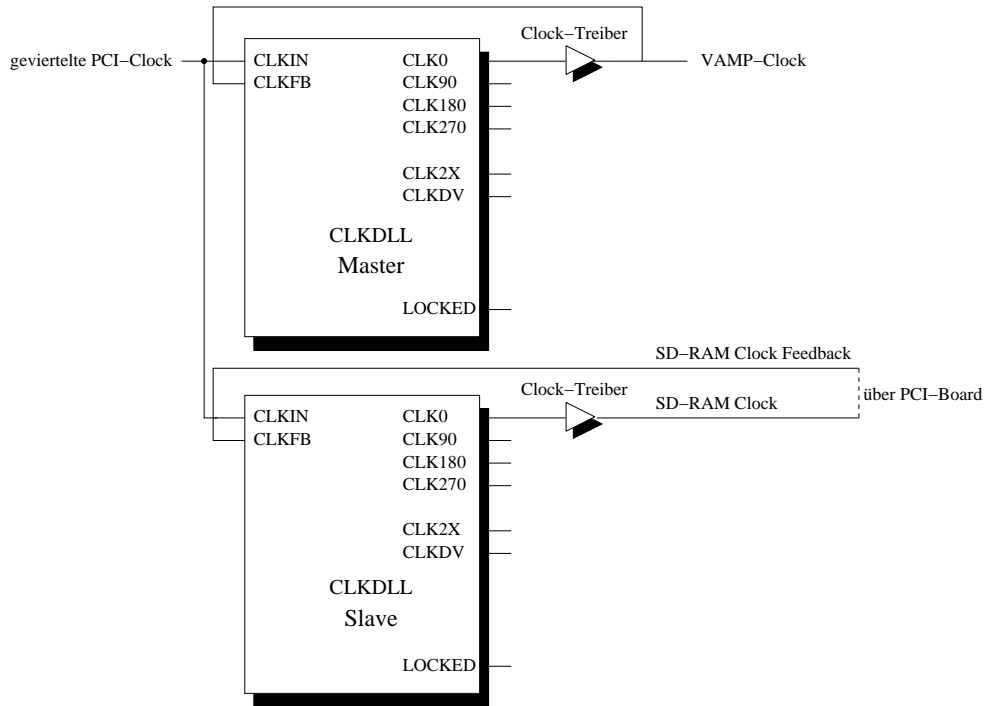 Clock−Treiber
geviertelte PCI−Clock
CLKIN
CLK0
VAMP−Clock
CLKFB
CLK90
CLK180
CLK270
CLK2X
CLKDV
CLKDLL
Master
LOCKED
SD−RAM Clock Feedback
Clock−Treiber
über PCI−Board
SD−RAM Clock
CLKIN
CLK0
CLKFB
CLK90
CLK180
CLK270
CLK2X
CLKDV
CLKDLL
Slave
LOCKED